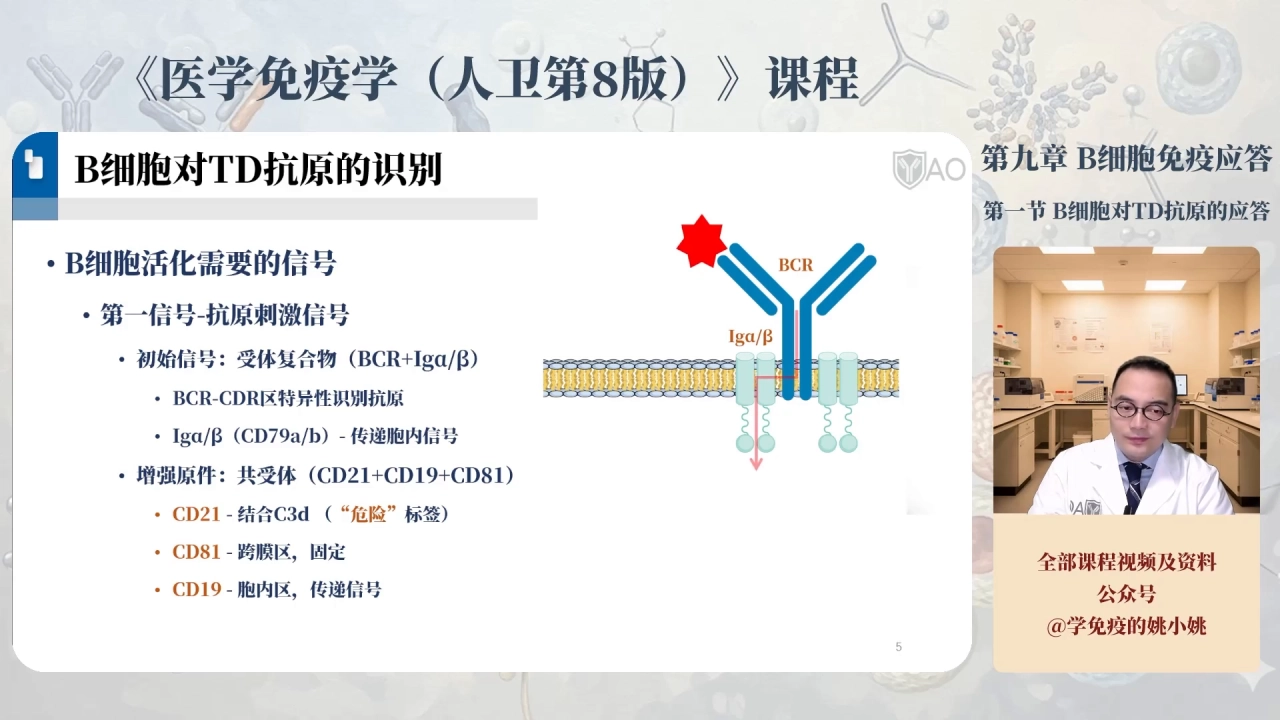 《医学免疫学（人卫第8版）》课程
B细胞对TD抗原的识别
AO
• B细胞活化需要的信号
• 第一信号-抗原刺激信号
• 初始信号：受体复合物（BCR+Igα/β）
• BCR-CDR区特异性识别抗原
• Igα/β（CD79a/b）- 传递胞内信号
• 增强原件：共受体（CD21+CD19+CD81）
• CD21 - 结合C3d （“危险”标签）
• CD81 - 跨膜区，固定
• CD19 - 胞内区，传递信号
BCR
Igα/β
5
第九章 B细胞免疫应答
第一节 B细胞对TD抗原的应答
全部课程视频及资料
公众号
@学免疫的姚小姚